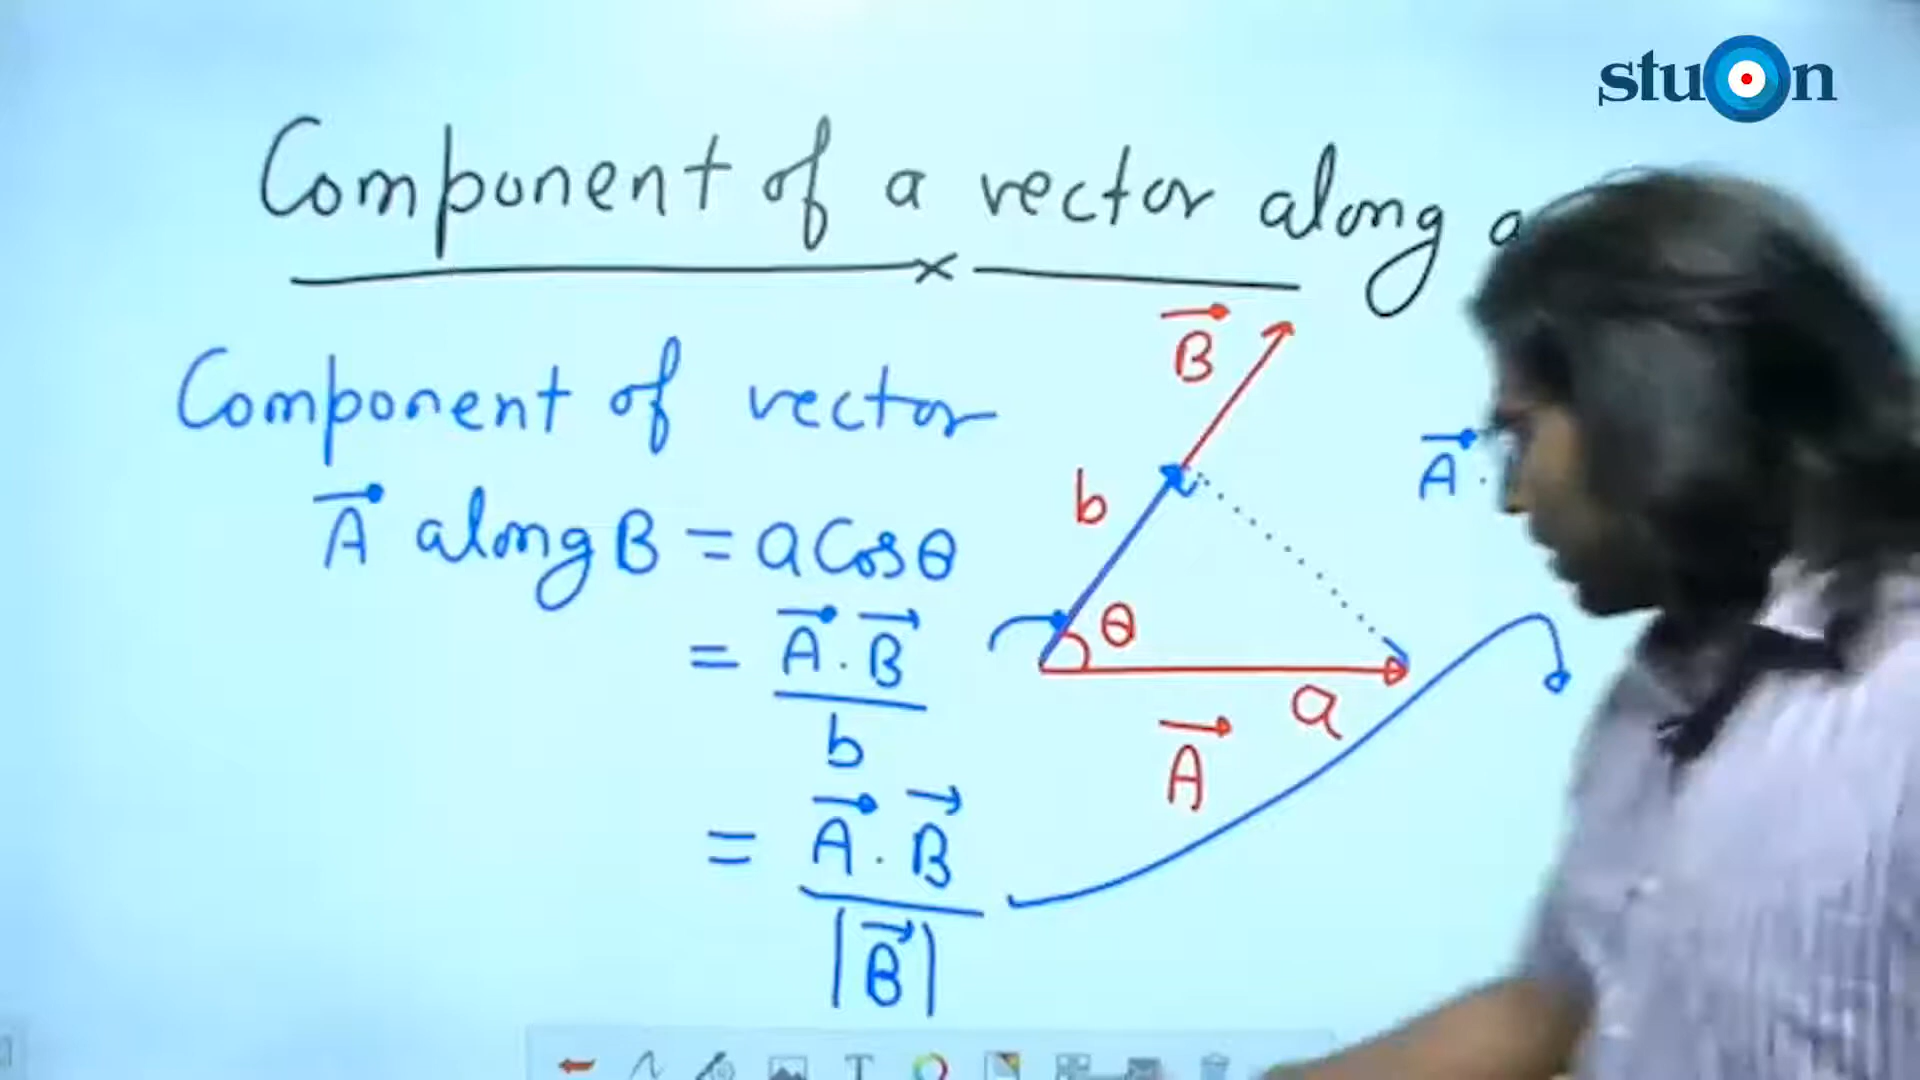 stuOn
Component of a vector along a
Component of vector
A⃗ along B = a cos θ
= A⃗ . B⃗
b
= A⃗ . B⃗
|B⃗|
B⃗
b
θ
a
A⃗
A⃗ .
T